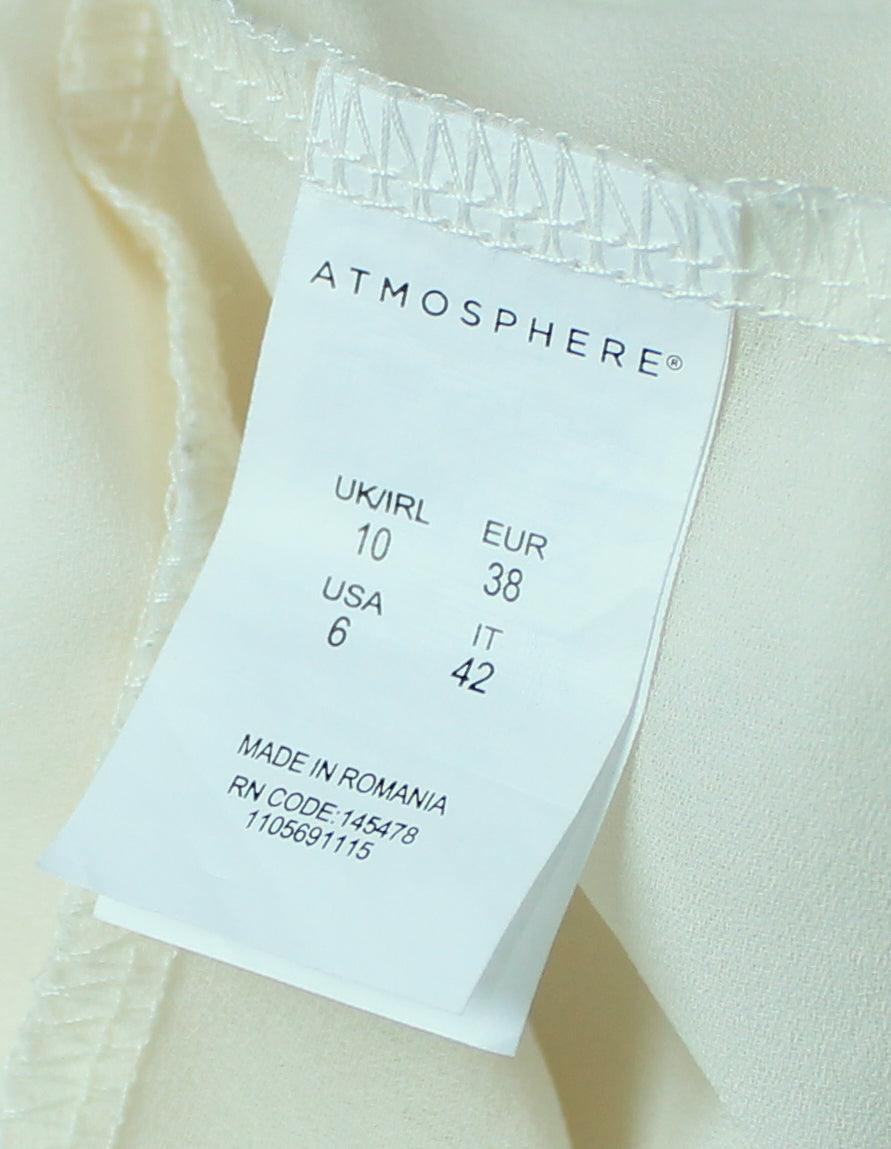 ATMOSPHERE®
UK/IRL
10
EUR
38
USA
6
IT
42
MADE IN ROMANIA
RN CODE:145478
1105691115